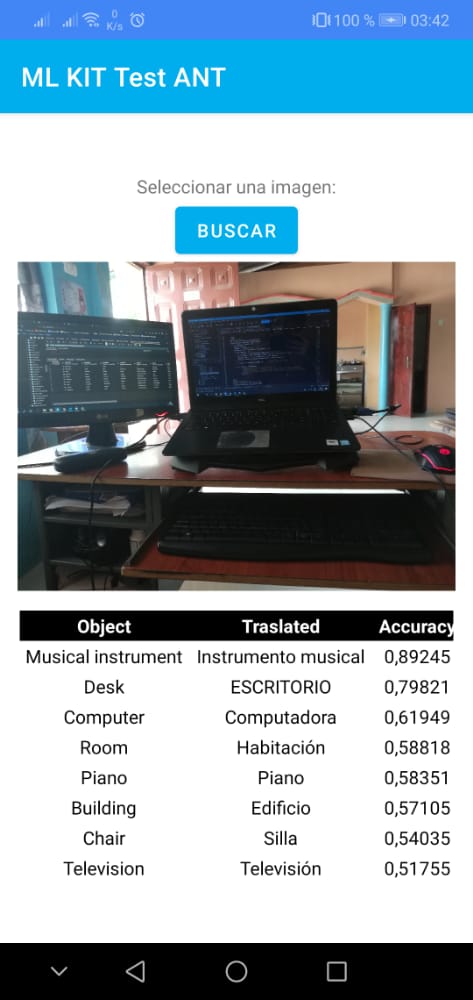 0
K/s
100 %
03:42
ML KIT Test ANT
Seleccionar una imagen:
BUSCAR
Object Traslated Accuracy
Musical instrument Instrumento musical 0,89245
Desk ESCRITORIO 0,79821
Computer Computadora 0,61949
Room Habitación 0,58818
Piano Piano 0,58351
Building Edificio 0,57105
Chair Silla 0,54035
Television Televisión 0,51755